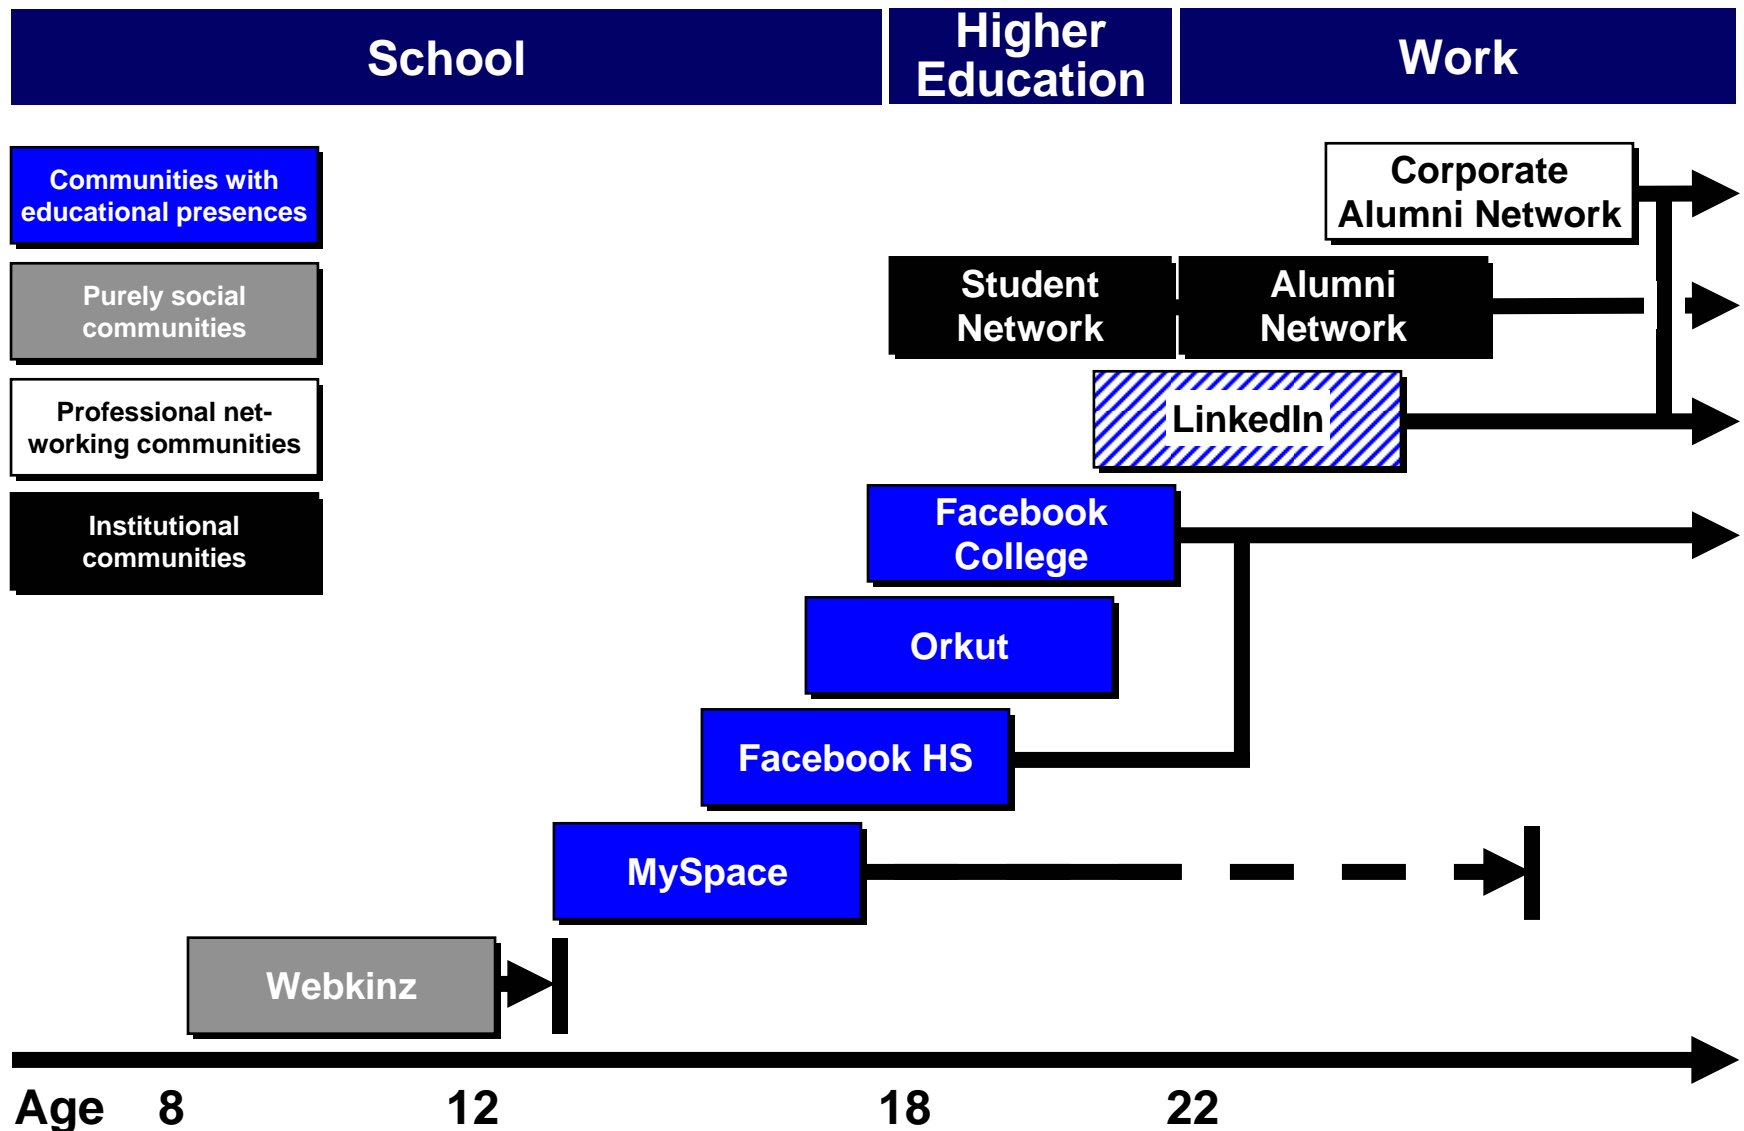 School
Higher
Education
Work
Communities with
educational presences
Purely social
communities
Professional net-
working communities
Institutional
communities
Corporate
Alumni Network
Student
Network
Alumni
Network
LinkedIn
Facebook
College
Orkut
Facebook HS
MySpace
Webkinz
Age 8 12 18 22